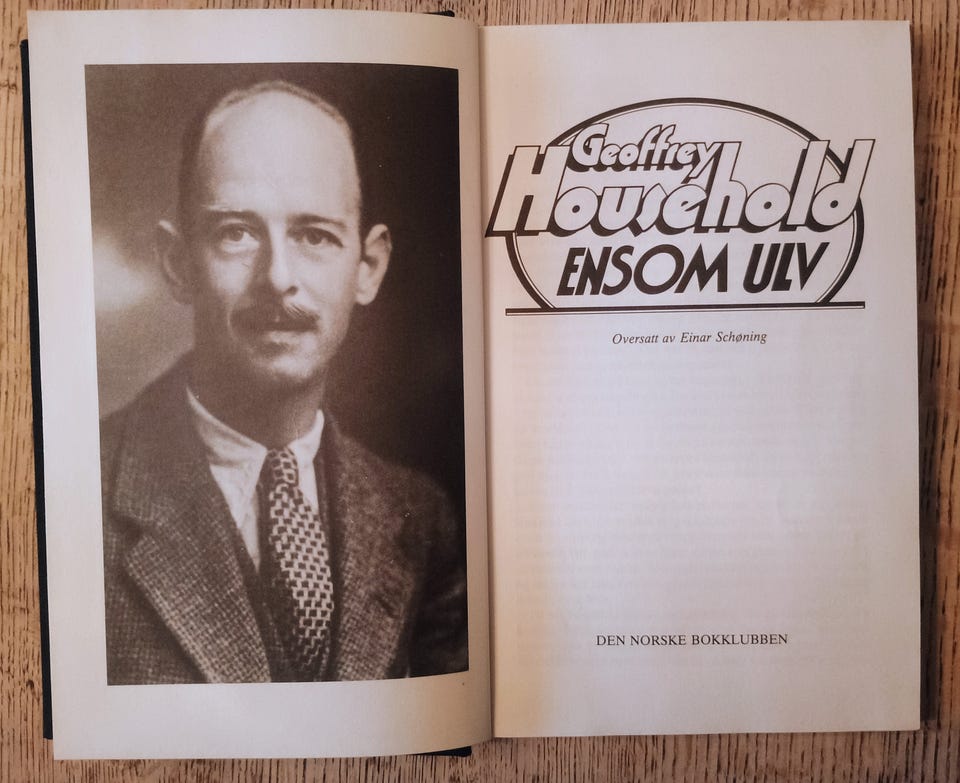 Geoffrey
Household
ENSOM ULV
Oversatt av Einar Schøning
DEN NORSKE BOKKLUBBEN